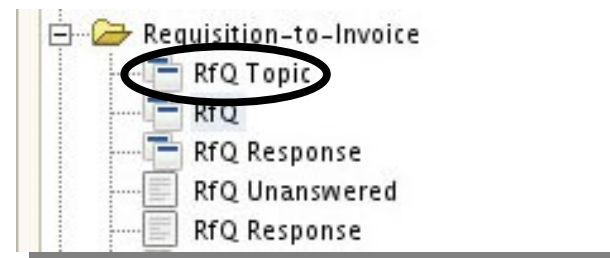 Requisition-to-Invoice
RfQ Topic
RfQ
RfQ Response
RfQ Unanswered
RfQ Response